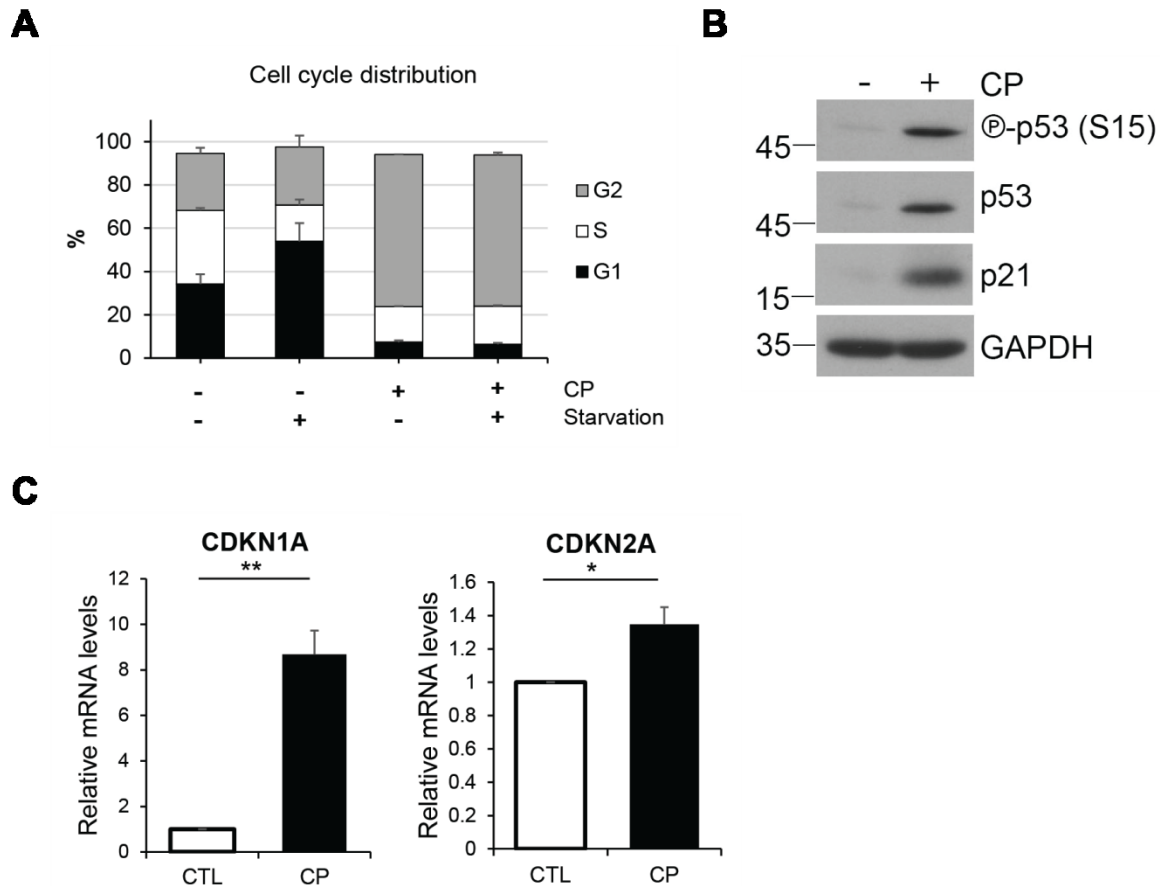 A
Cell cycle distribution
%
100
80
60
40
20
0
G2
S
G1
- - + + CP
- + - + Starvation
B
- + CP
45 Ⓟ-p53 (S15)
45 p53
15 p21
35 GAPDH
C
CDKN1A
**
Relative mRNA levels
12
10
8
6
4
2
0
CTL CP
CDKN2A
*
Relative mRNA levels
1.6
1.4
1.2
1
0.8
0.6
0.4
0.2
0
CTL CP